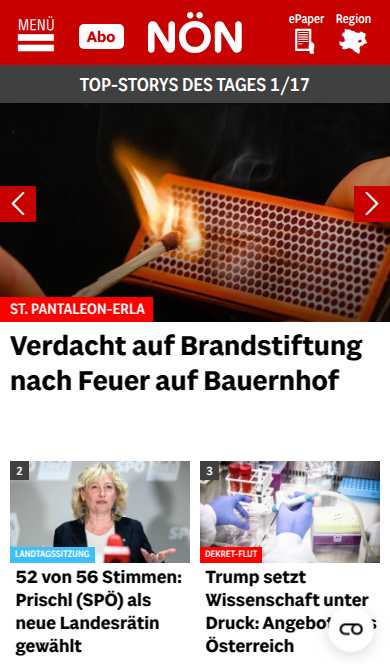 MENÜ
Abo
NÖN
ePaper
Region
TOP-STORYS DES TAGES 1/17
ST. PANTALEON-ERLA
Verdacht auf Brandstiftung
nach Feuer auf Bauernhof
2
SPÖ
LANDTAGSSITZUNG
52 von 56 Stimmen:
Prischl (SPÖ) als
neue Landesrätin
gewählt
3
DEKRET-FLUT
Trump setzt
Wissenschaft unter
Druck: Angebot
Österreich